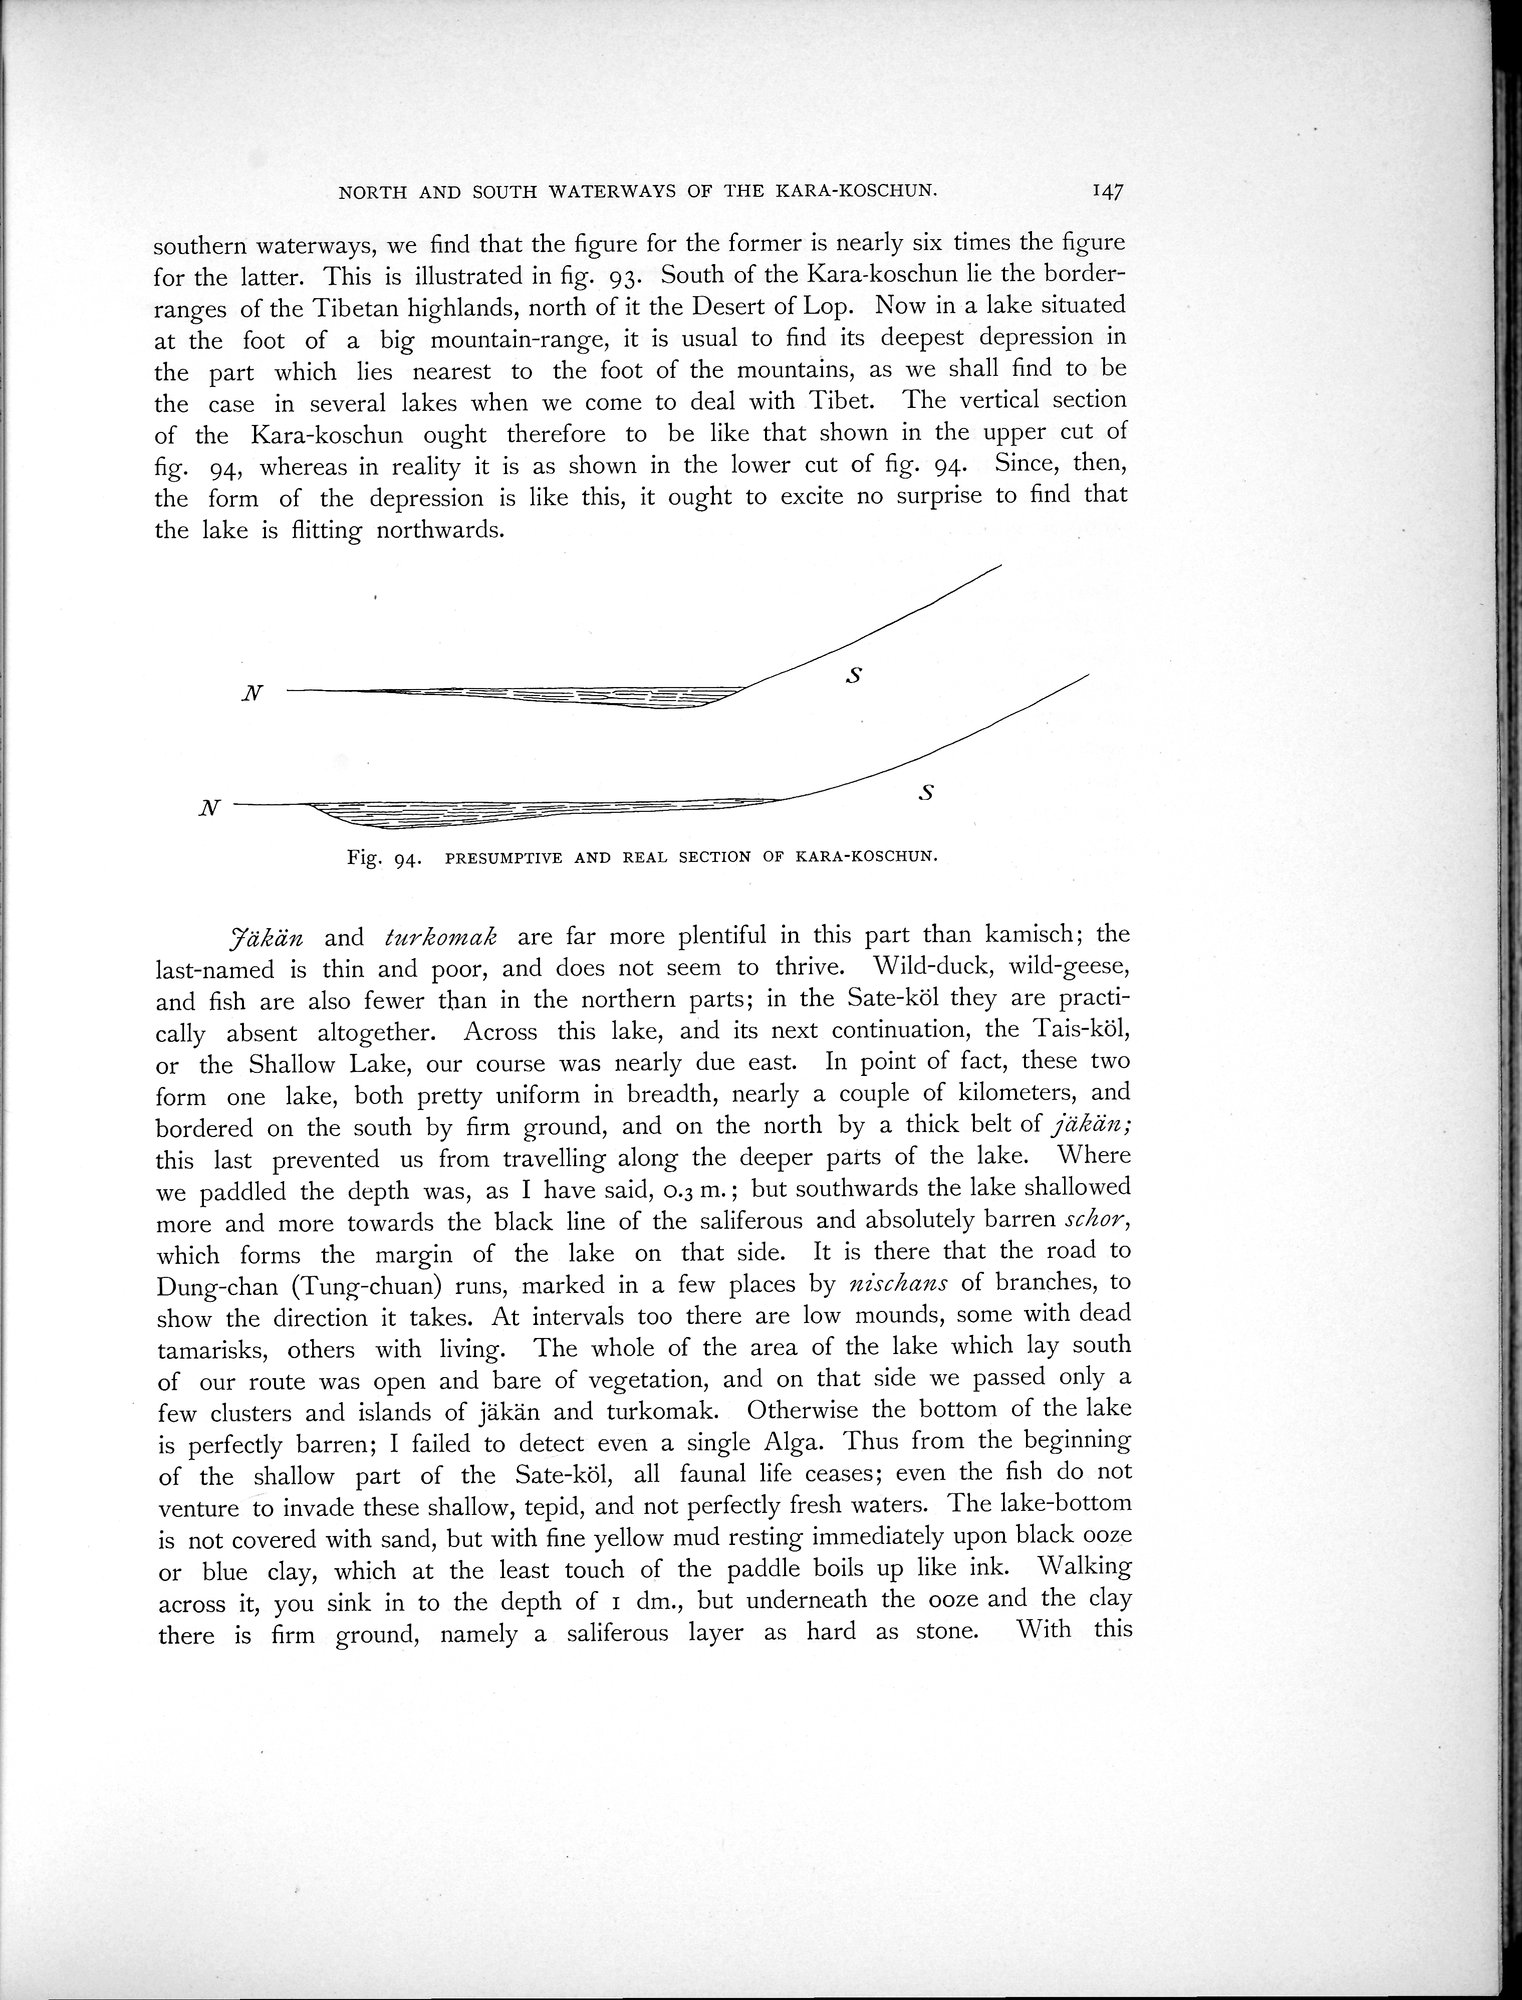 NORTH AND SOUTH WATERWAYS OF THE KARA-KOSCHUN. 147
southern waterways, we find that the figure for the former is nearly six times the figure
for the latter. This is illustrated in fig. 93. South of the Kara-koschun lie the border-
ranges of the Tibetan highlands, north of it the Desert of Lop. Now in a lake situated
at the foot of a big mountain-range, it is usual to find its deepest depression in
the part which lies nearest to the foot of the mountains, as we shall find to be
the case in several lakes when we come to deal with Tibet. The vertical section
of the Kara-koschun ought therefore to be like that shown in the upper cut of
fig. 94, whereas in reality it is as shown in the lower cut of fig. 94. Since, then,
the form of the depression is like this, it ought to excite no surprise to find that
the lake is flitting northwards.
N S
N S
Fig. 94. PRESUMPTIVE AND REAL SECTION OF KARA-KOSCHUN.
Jäkän and turkomak are far more plentiful in this part than kamisch; the
last-named is thin and poor, and does not seem to thrive. Wild-duck, wild-geese,
and fish are also fewer than in the northern parts; in the Sate-köl they are practi-
cally absent altogether. Across this lake, and its next continuation, the Tais-köl,
or the Shallow Lake, our course was nearly due east. In point of fact, these two
form one lake, both pretty uniform in breadth, nearly a couple of kilometers, and
bordered on the south by firm ground, and on the north by a thick belt of jäkän;
this last prevented us from travelling along the deeper parts of the lake. Where
we paddled the depth was, as I have said, 0.3 m.; but southwards the lake shallowed
more and more towards the black line of the saliferous and absolutely barren schor,
which forms the margin of the lake on that side. It is there that the road to
Dung-chan (Tung-chuan) runs, marked in a few places by nischans of branches, to
show the direction it takes. At intervals too there are low mounds, some with dead
tamarisks, others with living. The whole of the area of the lake which lay south
of our route was open and bare of vegetation, and on that side we passed only a
few clusters and islands of jäkän and turkomak. Otherwise the bottom of the lake
is perfectly barren; I failed to detect even a single Alga. Thus from the beginning
of the shallow part of the Sate-köl, all faunal life ceases; even the fish do not
venture to invade these shallow, tepid, and not perfectly fresh waters. The lake-bottom
is not covered with sand, but with fine yellow mud resting immediately upon black ooze
or blue clay, which at the least touch of the paddle boils up like ink. Walking
across it, you sink in to the depth of 1 dm., but underneath the ooze and the clay
there is firm ground, namely a saliferous layer as hard as stone. With this